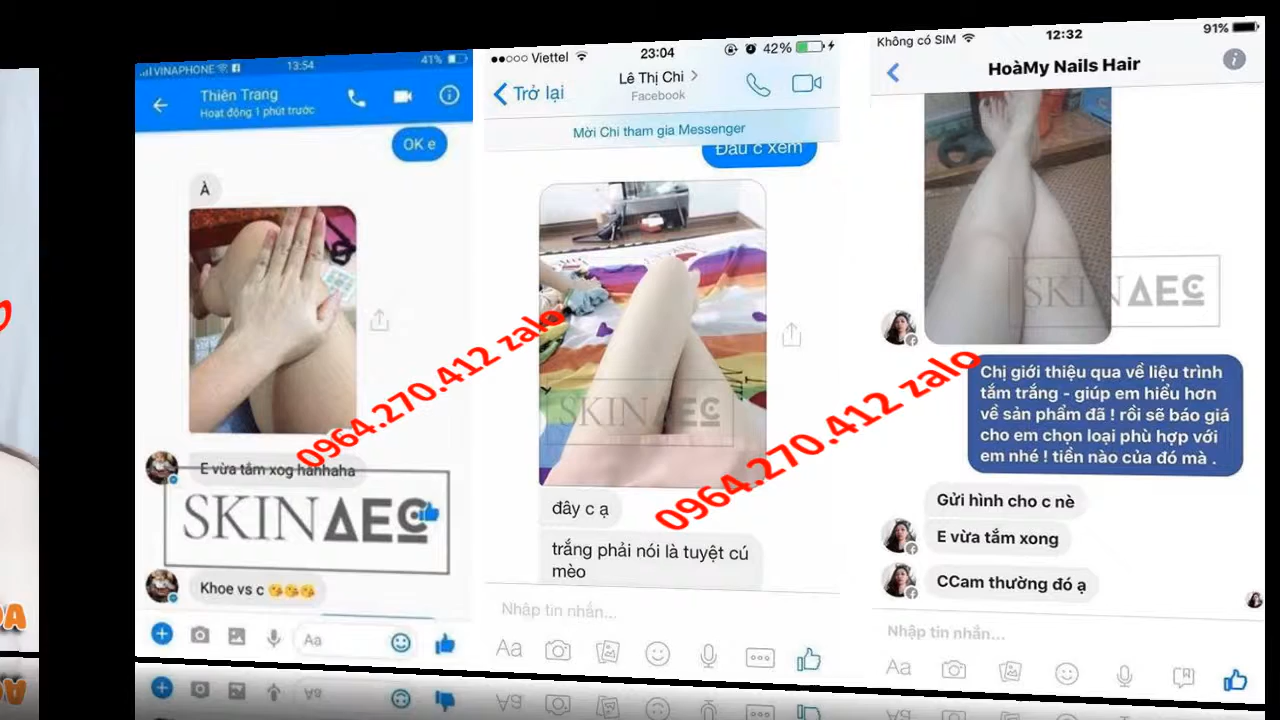 VINAPHONE
13:54
41%
Thiên Trang
Hoạt động 1 phút trước
OK e
À
E vừa tắm xog hahhaha
SKINAEC
Khoe vs c
Aa
Viettel
23:04
42%
Trở lại
Lê Thị Chi
Facebook
Mời Chi tham gia Messenger
Đâu c xem
SKINAEC
đây c ạ
trắng phải nói là tuyệt cú
mèo
Nhập tin nhắn...
Aa
Không có SIM
12:32
91%
HoàMy Nails Hair
SKINAEC
Chị giới thiệu qua về liệu trình
tắm trắng - giúp em hiểu hơn
về sản phẩm đã ! rồi sẽ báo giá
cho em chọn loại phù hợp với
em nhé ! tiền nào của đó mà .
Gửi hình cho c nè
E vừa tắm xong
CCam thường đó ạ
Nhập tin nhắn...
Aa
0964.270.412 zalo
0964.270.412 zalo